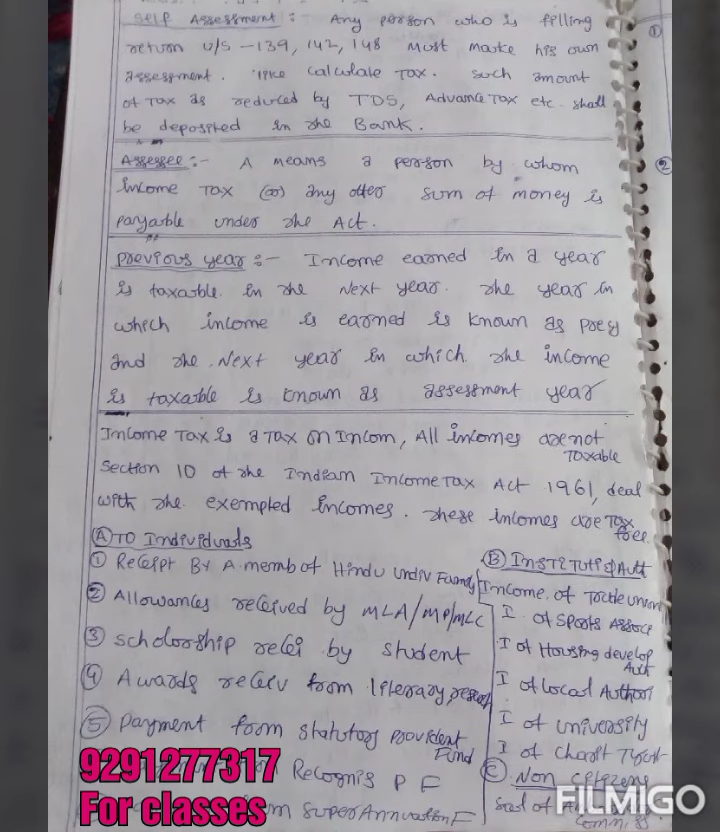 Self Assessment : Any person who is filling
return U/S - 139, 142, 148 Must make his own
assessment. like calculate Tax. such amount
of Tax as reduced by TDS, Advance Tax etc. shall
be deposited in the Bank.
Assessee :- A means a person by whom
Income Tax (or) any other sum of money is
payable under the Act.
previous year :- Income earned in a year
is taxable in the Next year. The year in
which income is earned is known as
and the Next year in which the income
is taxable is known as assessment year
Income Tax is a Tax on Incom, All incomes are not
Taxable
Section 10 of the Indian Income Tax Act 1961, deal
with the exempted incomes. These incomes are Tax
free
(A) TO Individuals
① Receipt By A memb of Hindu Undiv Family
② Allowances received by MLA/MP/MLC
③ scholorship recei by student
④ Awards receiv from literary,
⑤ payment from statutory provident
Fund
Recognis P F
from Super Annuation F
(B) Institut & Auth
Income of Trade union
I of Sports Assoce
I of Housing develop
Auth
I of Local Authori
I of university
I of Charit Trust
(C) Non Citizens
①
②
9291277317
For classes
FILMIGO